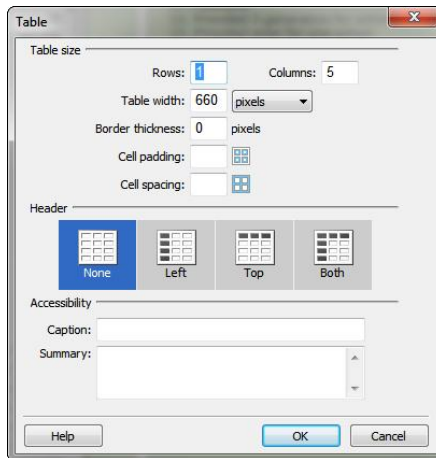 Table
Table size
Rows: 1 Columns: 5
Table width: 660 pixels
Border thickness: 0 pixels
Cell padding:
Cell spacing:
Header
None Left Top Both
Accessibility
Caption:
Summary:
Help OK Cancel